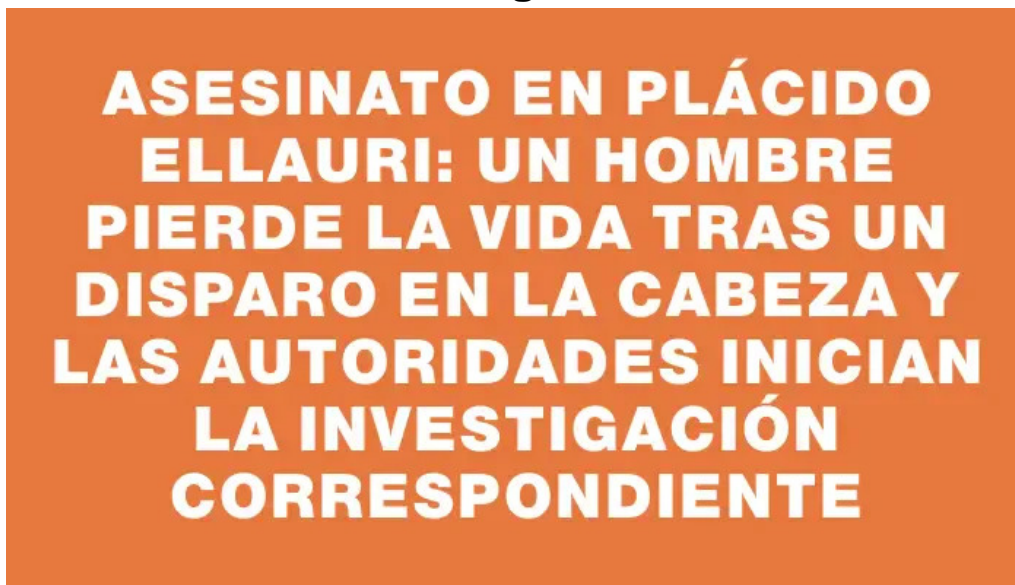 ASESINATO EN PLÁCIDO
ELLAURI: UN HOMBRE
PIERDE LA VIDA TRAS UN
DISPARO EN LA CABEZA Y
LAS AUTORIDADES INICIAN
LA INVESTIGACIÓN
CORRESPONDIENTE